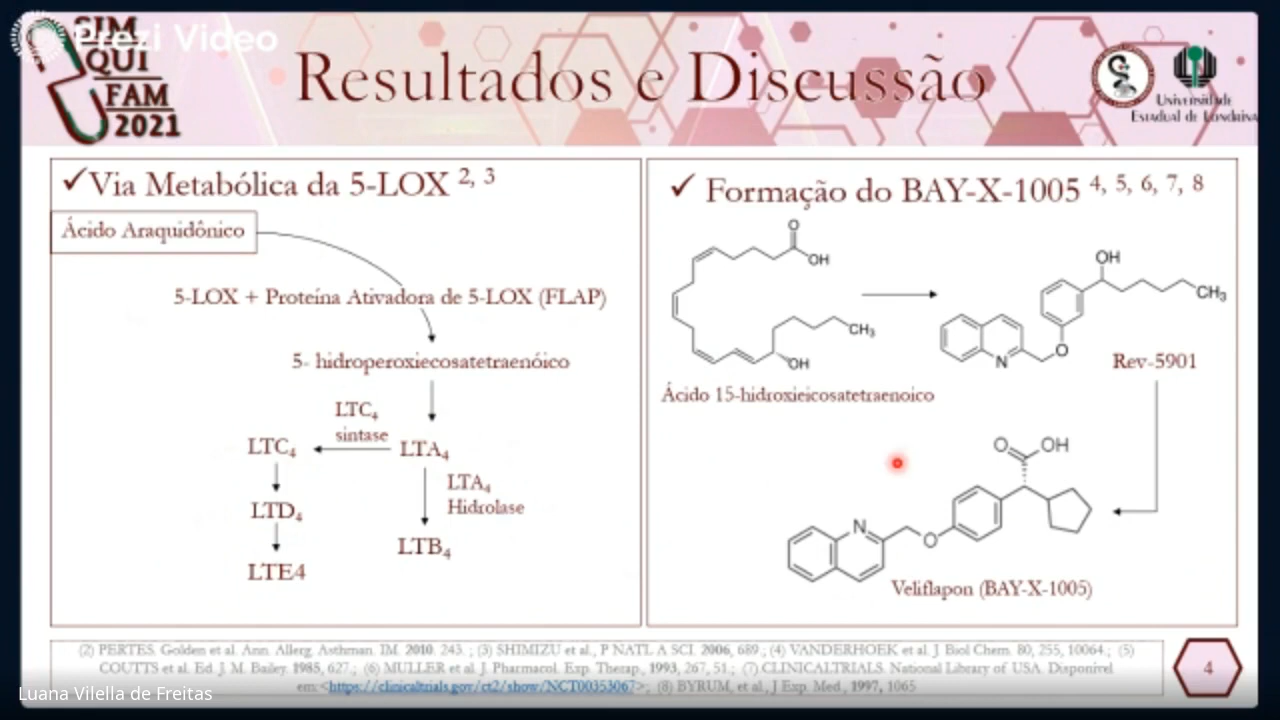 Prezi Video
SIM
QUI
FAM
2021
Resultados e Discussão
Universidade
Estadual de Londrina
✓Via Metabólica da 5-LOX 2, 3
Ácido Araquidônico
5-LOX + Proteína Ativadora de 5-LOX (FLAP)
5- hidroperoxiecosatetraenóico
LTC4
sintase
LTC4
LTA4
LTA4
Hidrolase
LTD4
LTB4
LTE4
✓ Formação do BAY-X-1005 4, 5, 6, 7, 8
O
OH
CH3
OH
Ácido 15-hidroxieicosatetraenoico
OH
CH3
N
O
Rev-5901
O
OH
N
O
Veliflapon (BAY-X-1005)
(2) PERTES. Golden et al. Ann. Allerg. Asthman. IM. 2010. 243. ; (3) SHIMIZU et al., P NATL A SCI. 2006, 689 ; (4) VANDERHOEK et al. J. Biol Chem. 80, 255, 10064.; (5)
COUTTS et al. Ed. J. M. Bailey. 1985, 627.; (6) MULLER et al. J. Pharmacol. Exp. Therap., 1993, 267, 51.; (7) CLINICALTRIALS. National Library of USA. Disponível
em:<https://clinicaltrials.gov/ct2/show/NCT00353067>; (8) BYRUM, et al., J Exp. Med., 1997, 1065
4
Luana Vilella de Freitas